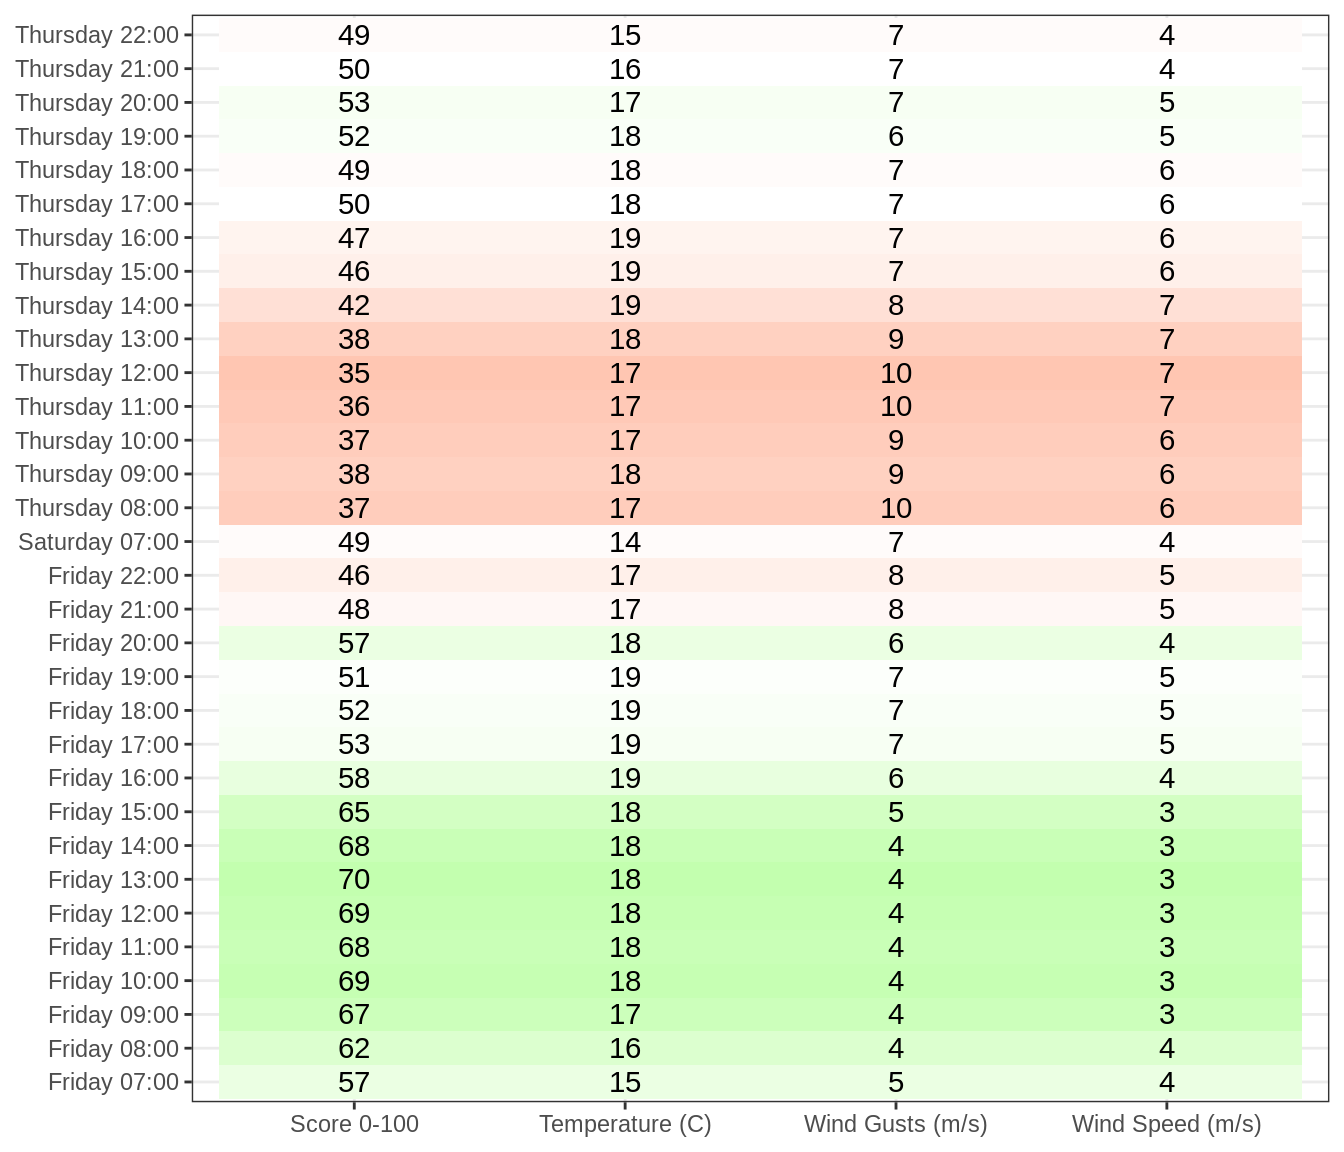 Thursday 22:00 49 15 7 4
Thursday 21:00 50 16 7 4
Thursday 20:00 53 17 7 5
Thursday 19:00 52 18 6 5
Thursday 18:00 49 18 7 6
Thursday 17:00 50 18 7 6
Thursday 16:00 47 19 7 6
Thursday 15:00 46 19 7 6
Thursday 14:00 42 19 8 7
Thursday 13:00 38 18 9 7
Thursday 12:00 35 17 10 7
Thursday 11:00 36 17 10 7
Thursday 10:00 37 17 9 6
Thursday 09:00 38 18 9 6
Thursday 08:00 37 17 10 6
Saturday 07:00 49 14 7 4
Friday 22:00 46 17 8 5
Friday 21:00 48 17 8 5
Friday 20:00 57 18 6 4
Friday 19:00 51 19 7 5
Friday 18:00 52 19 7 5
Friday 17:00 53 19 7 5
Friday 16:00 58 19 6 4
Friday 15:00 65 18 5 3
Friday 14:00 68 18 4 3
Friday 13:00 70 18 4 3
Friday 12:00 69 18 4 3
Friday 11:00 68 18 4 3
Friday 10:00 69 18 4 3
Friday 09:00 67 17 4 3
Friday 08:00 62 16 4 4
Friday 07:00 57 15 5 4
Score 0-100 Temperature (C) Wind Gusts (m/s) Wind Speed (m/s)